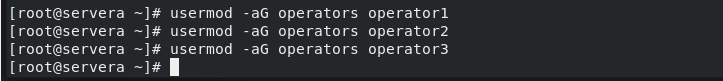 [root@servera ~]# usermod -aG operators operator1
[root@servera ~]# usermod -aG operators operator2
[root@servera ~]# usermod -aG operators operator3
[root@servera ~]#